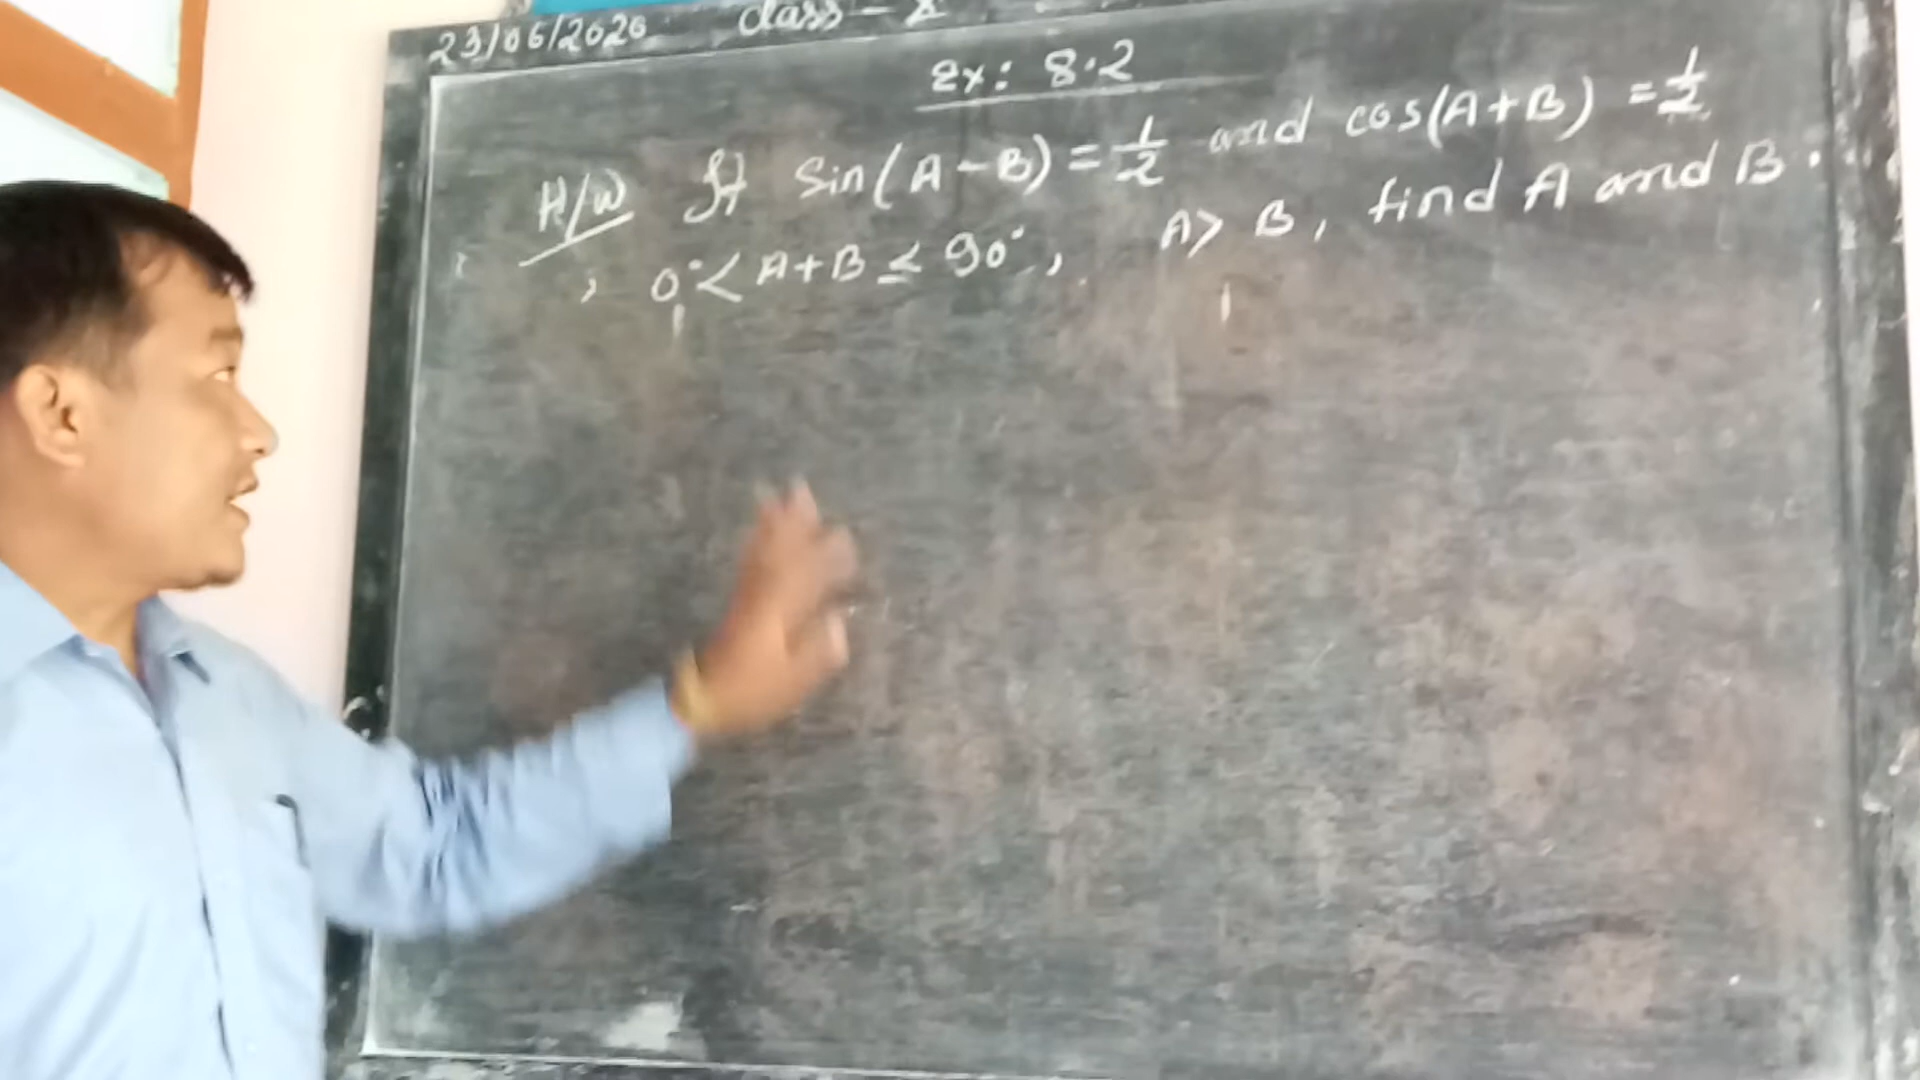 23/06/2020 Class - X
Ex: 8.2
H/W If Sin(A-B) = 1/2 and cos(A+B) = 1/2
, 0° < A+B ≤ 90°, A > B, find A and B.